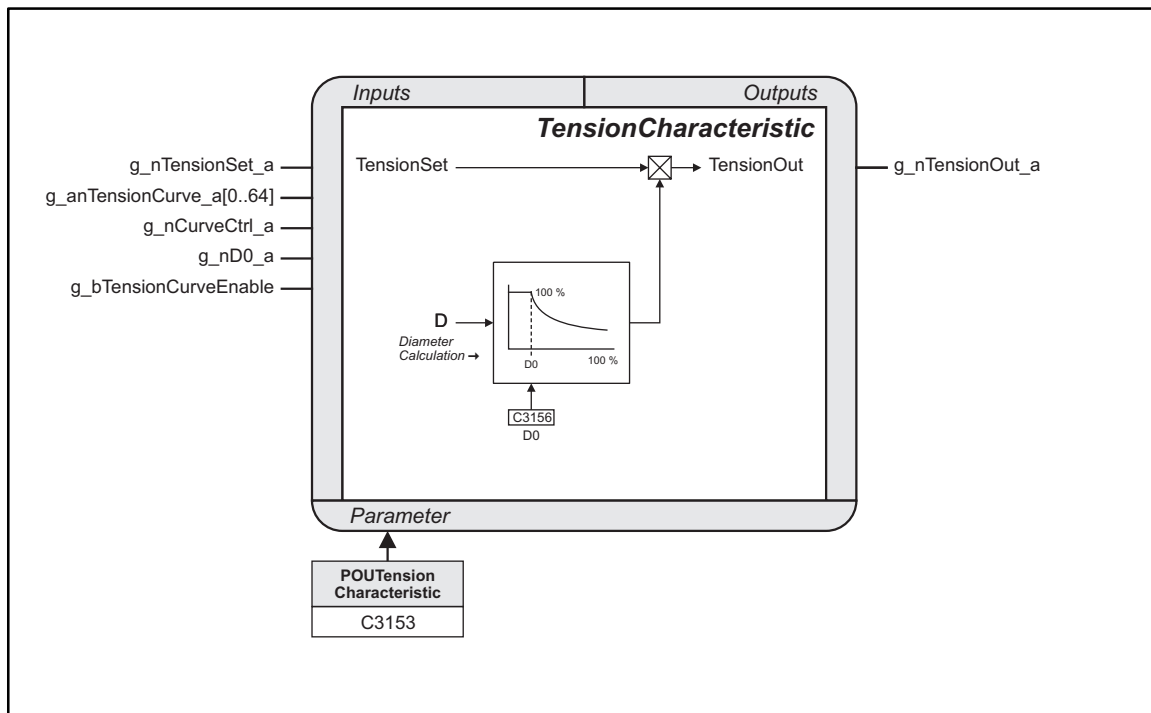 Inputs
Outputs
TensionCharacteristic
g_nTensionSet_a
g_anTensionCurve_a[0..64]
g_nCurveCtrl_a
g_nD0_a
g_bTensionCurveEnable
TensionSet
TensionOut
g_nTensionOut_a
100 %
D
Diameter
Calculation →
D0
100 %
C3156
D0
Parameter
POUTension
Characteristic
C3153